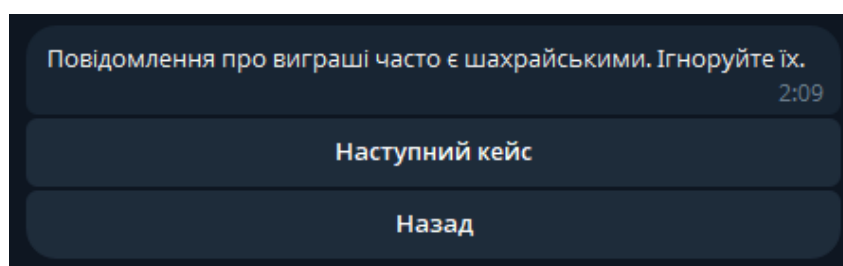 Повідомлення про виграші часто є шахрайськими. Ігноруйте їх.
2:09
Наступний кейс
Назад